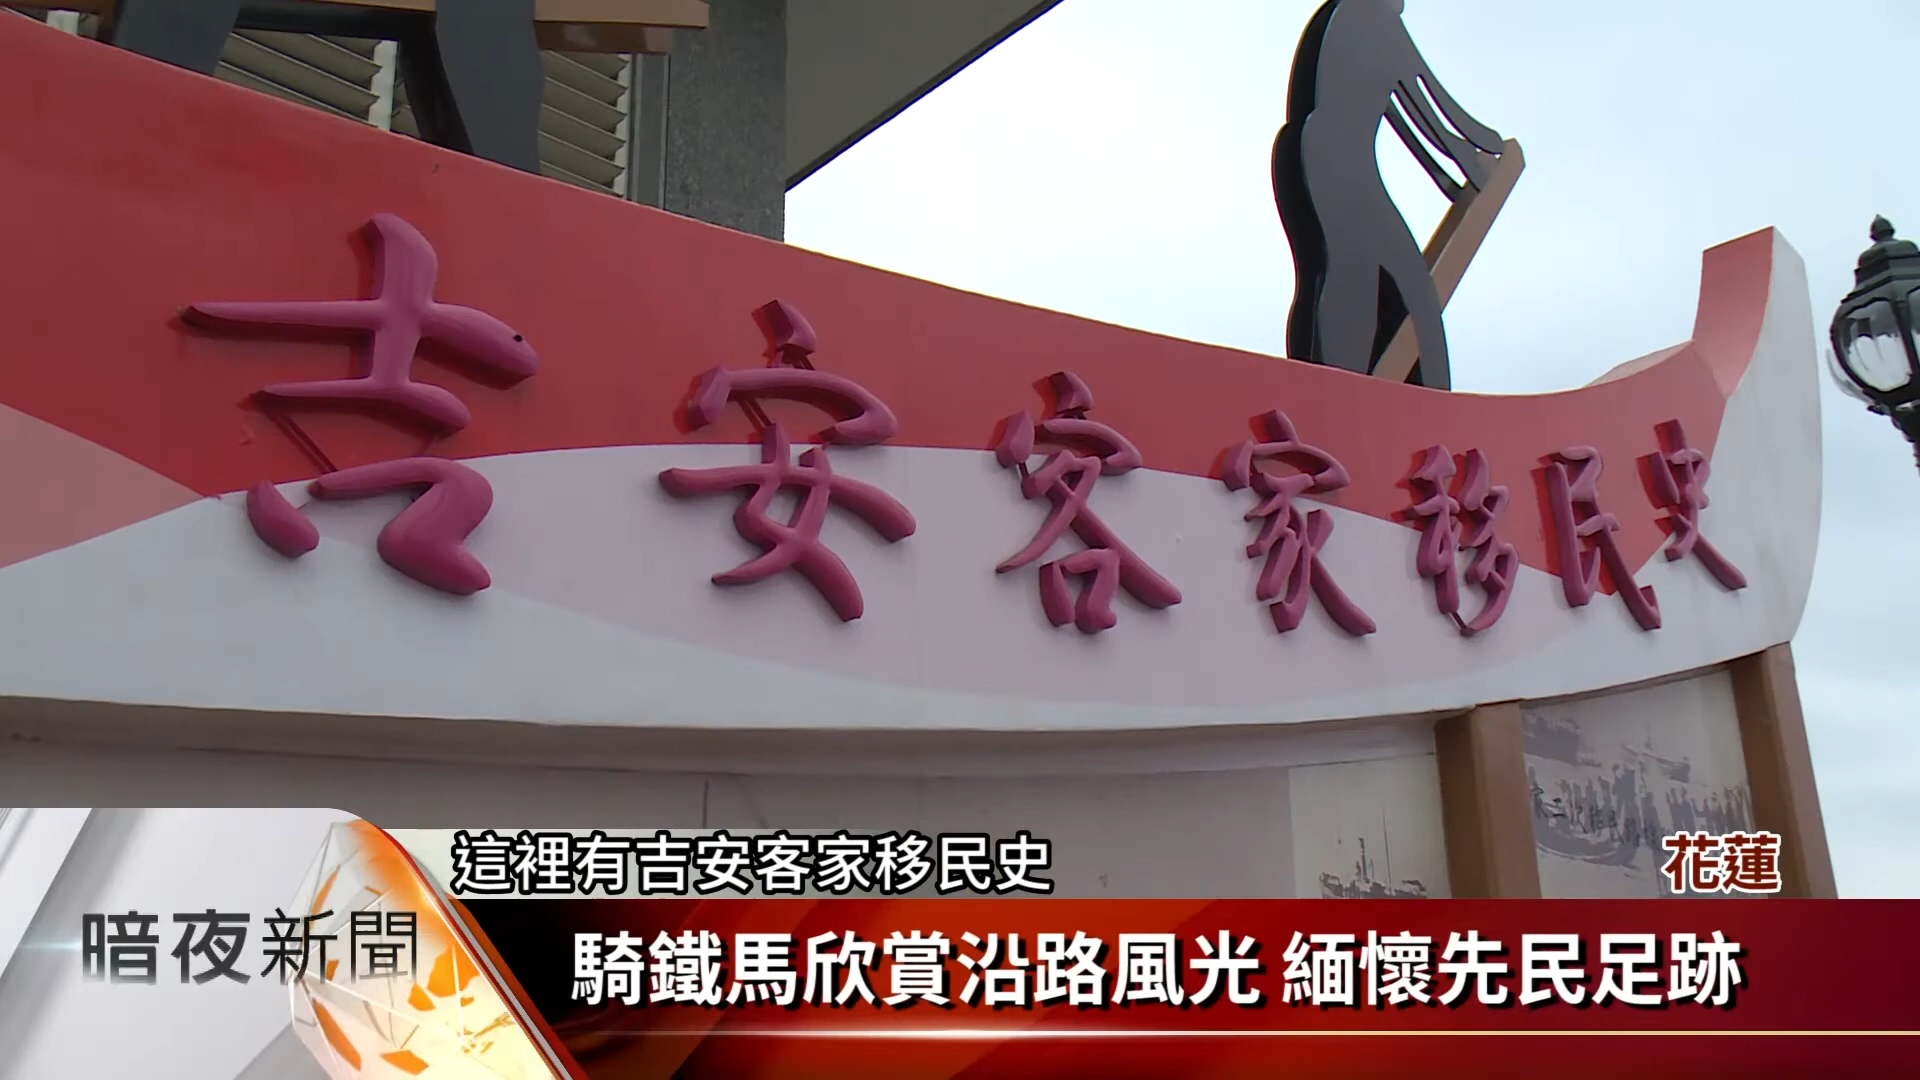 吉安客家移民史
這裡有吉安客家移民史
花蓮
暗夜新聞
騎鐵馬欣賞沿路風光 緬懷先民足跡